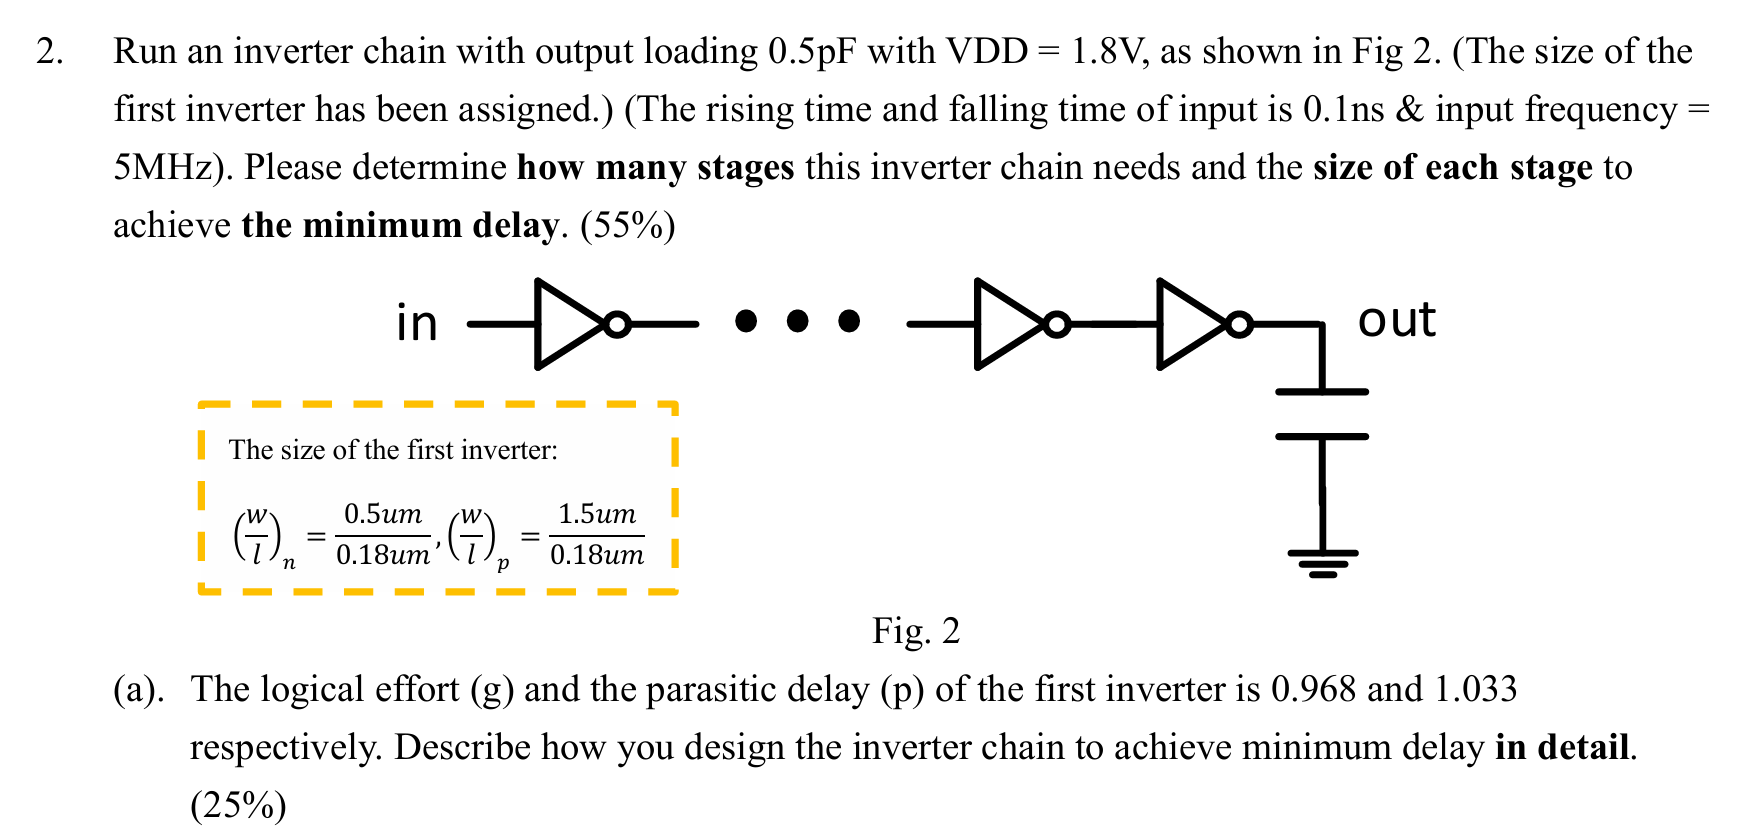 2. Run an inverter chain with output loading 0.5pF with VDD = 1.8V, as shown in Fig 2. (The size of the
first inverter has been assigned.) (The rising time and falling time of input is 0.1ns & input frequency =
5MHz). Please determine how many stages this inverter chain needs and the size of each stage to
achieve the minimum delay. (55%)
in
out
The size of the first inverter:
(w/l)n = 0.5um/0.18um, (w/l)p = 1.5um/0.18um
Fig. 2
(a). The logical effort (g) and the parasitic delay (p) of the first inverter is 0.968 and 1.033
respectively. Describe how you design the inverter chain to achieve minimum delay in detail.
(25%)